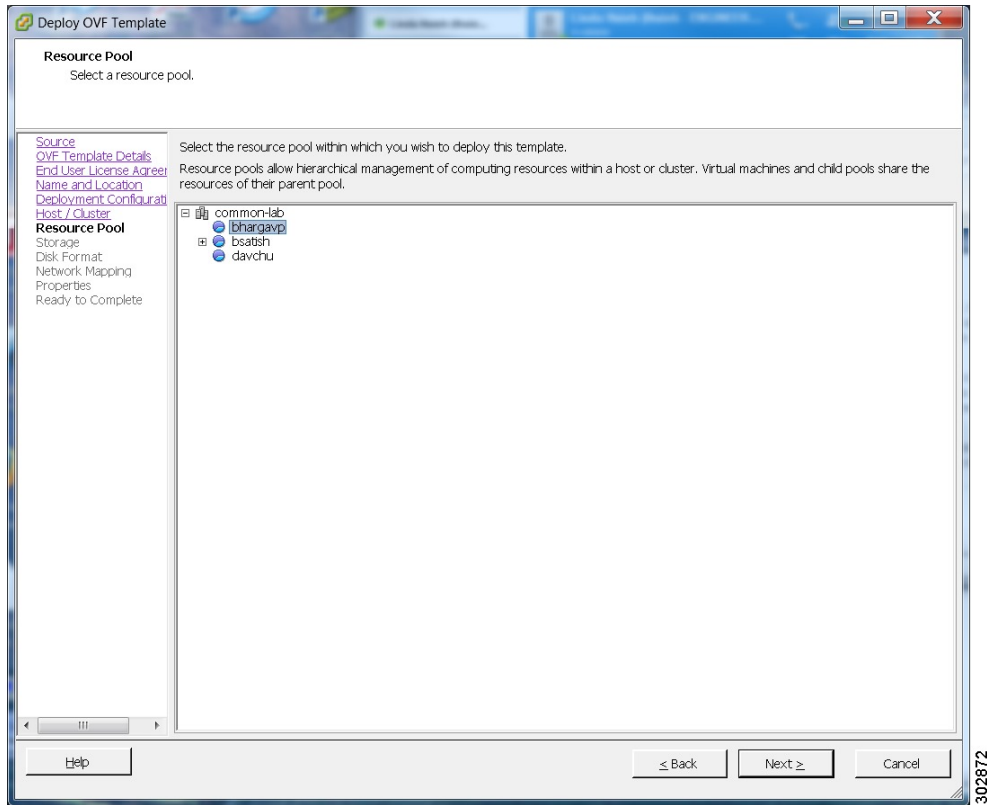 Deploy OVF Template
Resource Pool
Select a resource pool.
Source
OVF Template Details
End User License Agreer
Name and Location
Deployment Configurati
Host / Cluster
Resource Pool
Storage
Disk Format
Network Mapping
Properties
Ready to Complete
Select the resource pool within which you wish to deploy this template.
Resource pools allow hierarchical management of computing resources within a host or cluster. Virtual machines and child pools share the
resources of their parent pool.
common-lab
bhargavp
bsatish
davchu
Help
≤ Back
Next ≥
Cancel
302872